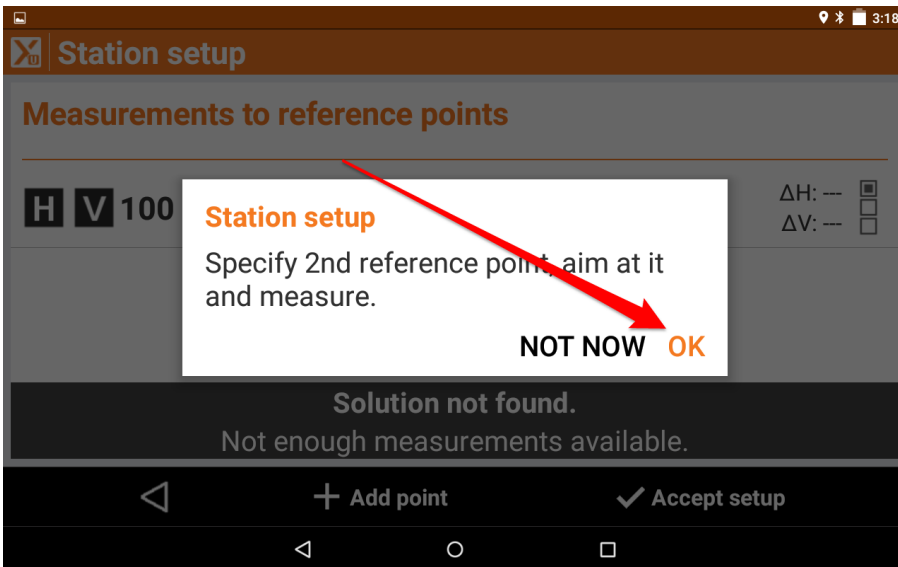 3:18
XU Station setup
Measurements to reference points
H V 100
ΔH: ---
ΔV: ---
Station setup
Specify 2nd reference point, aim at it
and measure.
NOT NOW OK
Solution not found.
Not enough measurements available.
Add point Accept setup